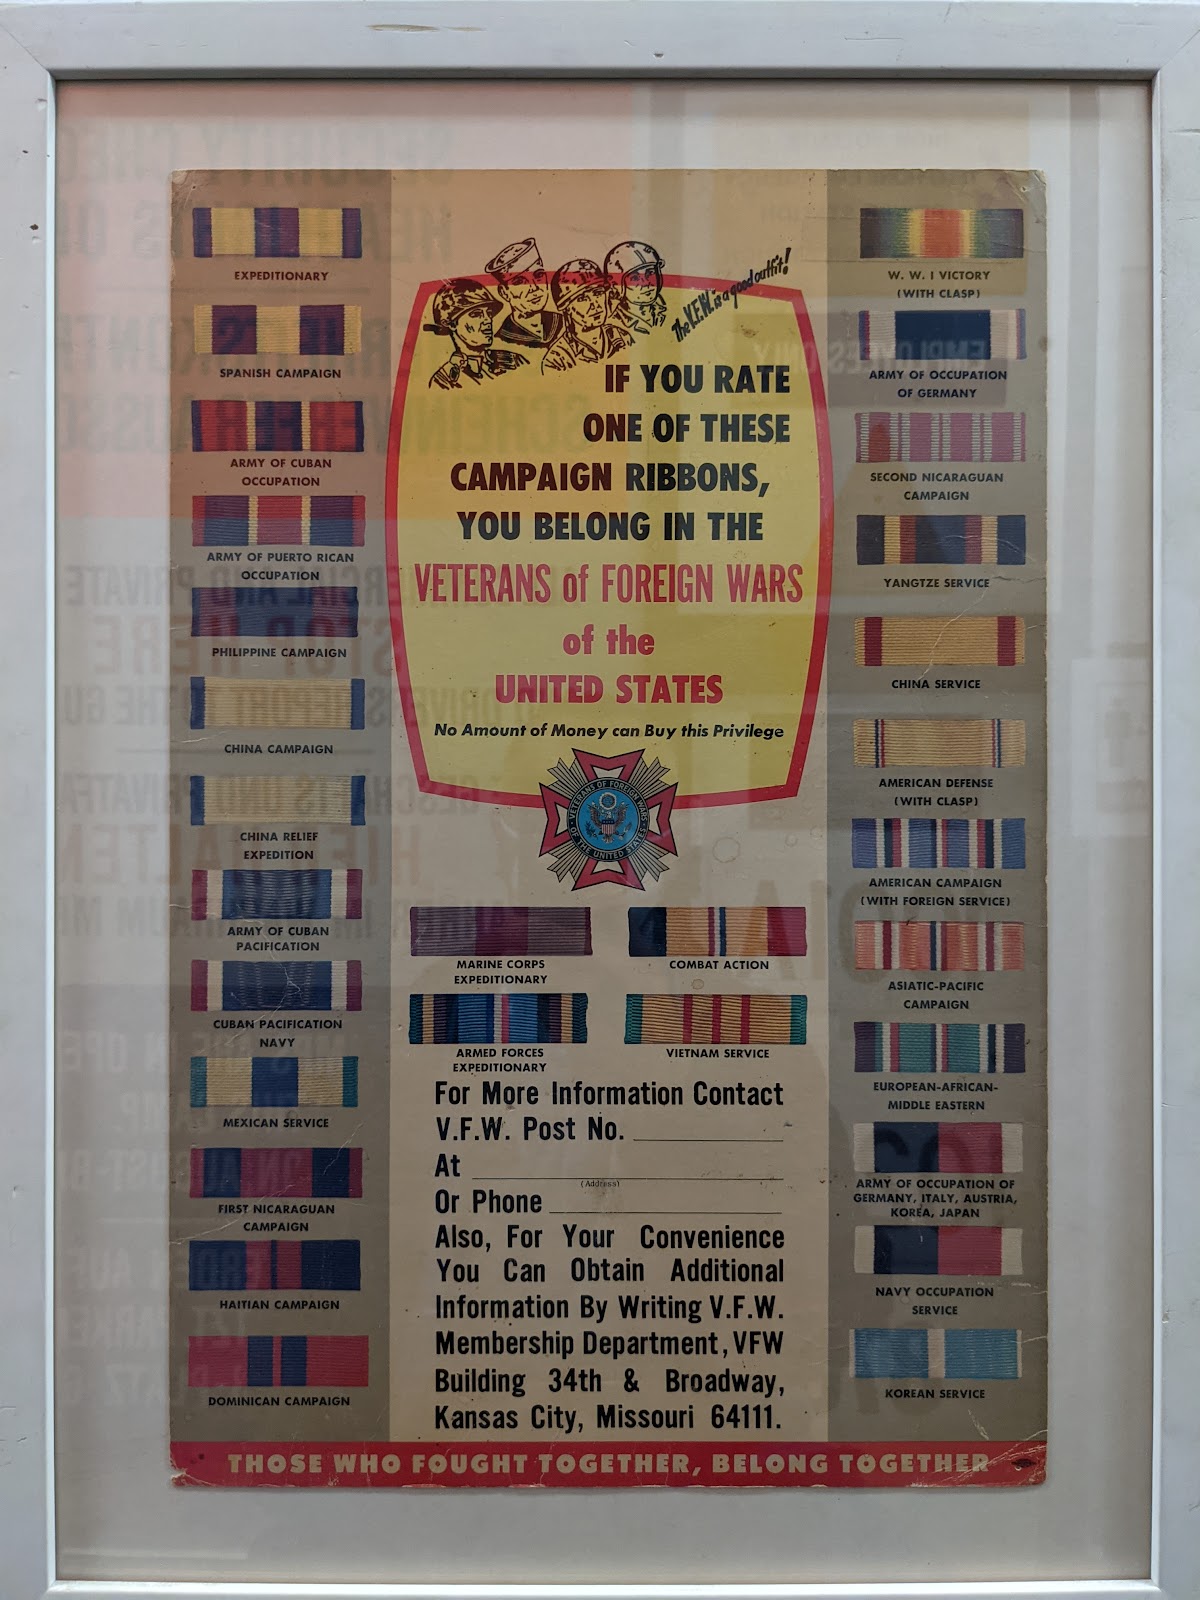 EXPEDITIONARY
SPANISH CAMPAIGN
ARMY OF CUBAN
OCCUPATION
ARMY OF PUERTO RICAN
OCCUPATION
PHILIPPINE CAMPAIGN
CHINA CAMPAIGN
CHINA RELIEF
EXPEDITION
ARMY OF CUBAN
PACIFICATION
CUBAN PACIFICATION
NAVY
MEXICAN SERVICE
FIRST NICARAGUAN
CAMPAIGN
HAITIAN CAMPAIGN
DOMINICAN CAMPAIGN
The V.F.W. is a good outfit!
IF YOU RATE
ONE OF THESE
CAMPAIGN RIBBONS,
YOU BELONG IN THE
VETERANS of FOREIGN WARS
of the
UNITED STATES
No Amount of Money can Buy this Privilege
VETERANS OF FOREIGN WARS
OF THE UNITED STATES
MARINE CORPS
EXPEDITIONARY
COMBAT ACTION
ARMED FORCES
EXPEDITIONARY
VIETNAM SERVICE
For More Information Contact
V.F.W. Post No.
At
(Address)
Or Phone
Also, For Your Convenience
You Can Obtain Additional
Information By Writing V.F.W.
Membership Department, VFW
Building 34th & Broadway,
Kansas City, Missouri 64111.
W. W. I VICTORY
(WITH CLASP)
ARMY OF OCCUPATION
OF GERMANY
SECOND NICARAGUAN
CAMPAIGN
YANGTZE SERVICE
CHINA SERVICE
AMERICAN DEFENSE
(WITH CLASP)
AMERICAN CAMPAIGN
(WITH FOREIGN SERVICE)
ASIATIC-PACIFIC
CAMPAIGN
EUROPEAN-AFRICAN-
MIDDLE EASTERN
ARMY OF OCCUPATION OF
GERMANY, ITALY, AUSTRIA,
KOREA, JAPAN
NAVY OCCUPATION
SERVICE
KOREAN SERVICE
THOSE WHO FOUGHT TOGETHER, BELONG TOGETHER